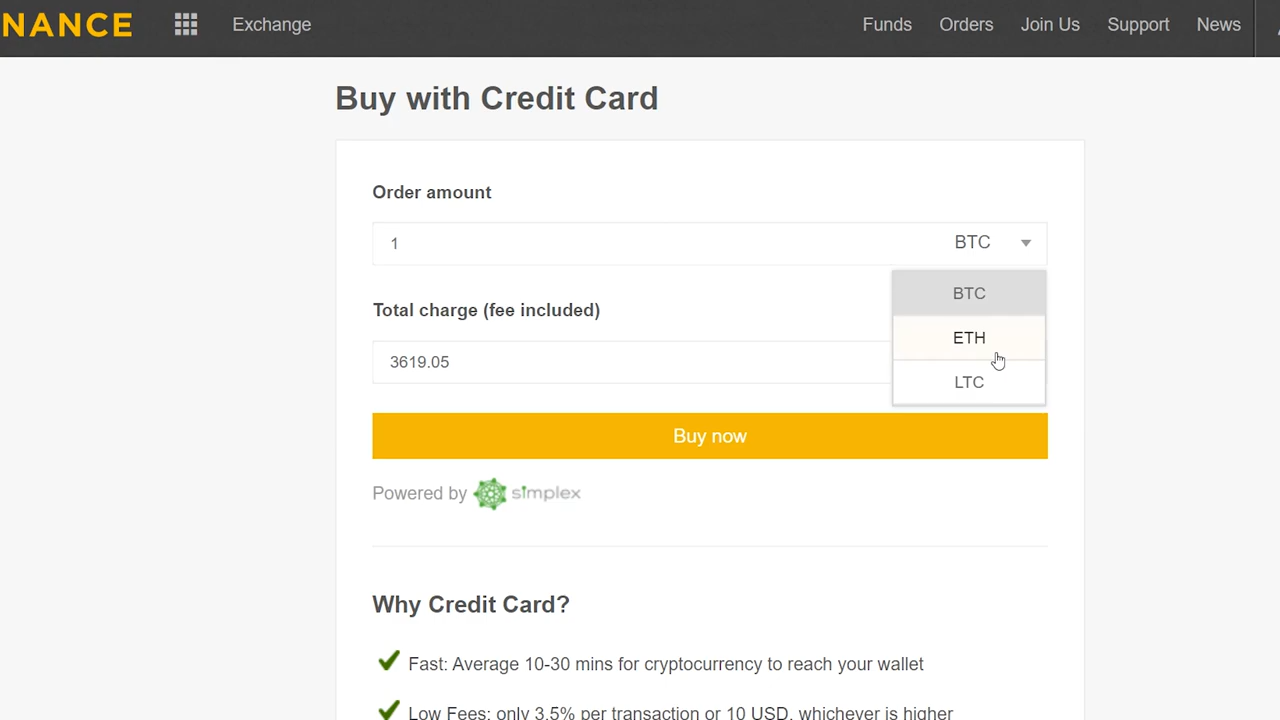 NANCE Exchange Funds Orders Join Us Support News
Buy with Credit Card
Order amount
1 BTC
BTC
Total charge (fee included)
ETH
3619.05
LTC
Buy now
Powered by simplex
Why Credit Card?
Fast: Average 10-30 mins for cryptocurrency to reach your wallet
Low Fees: only 3.5% per transaction or 10 USD, whichever is higher